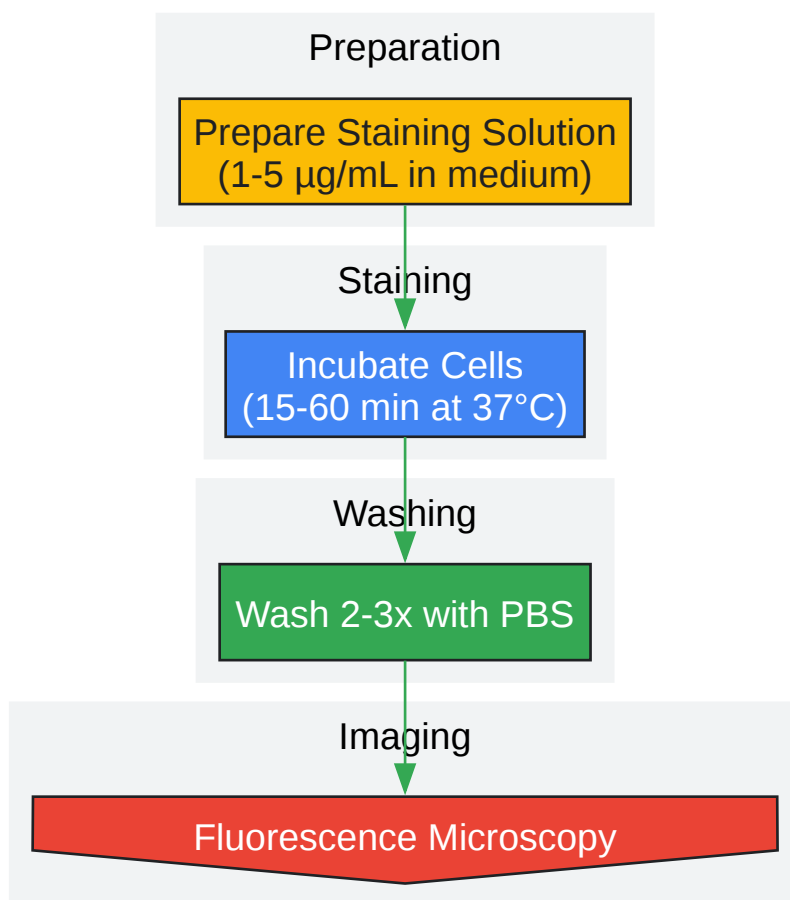 Preparation
Prepare Staining Solution
(1-5 µg/mL in medium)
Staining
Incubate Cells
(15-60 min at 37°C)
Washing
Wash 2-3x with PBS
Imaging
Fluorescence Microscopy